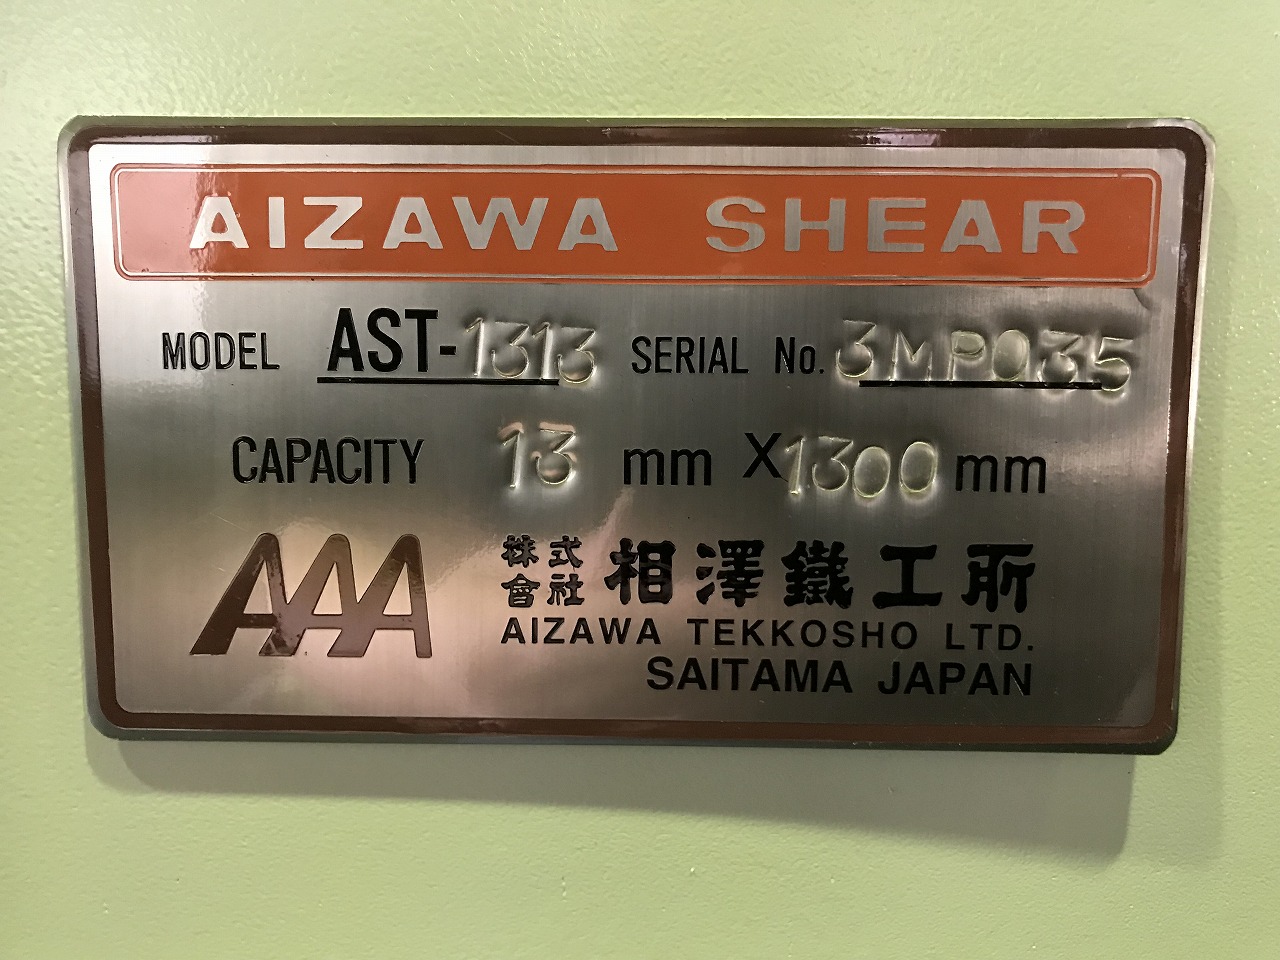 AIZAWA SHEAR
MODEL AST-1313 SERIAL No. 3MP035
CAPACITY 13 mm X 1300 mm
AAA
株式
會社 相澤鐵工所
AIZAWA TEKKOSHO LTD.
SAITAMA JAPAN